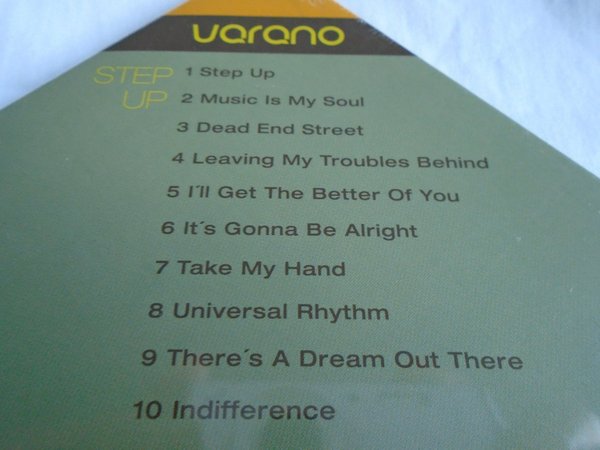 varano
STEP
UP
1 Step Up
2 Music Is My Soul
3 Dead End Street
4 Leaving My Troubles Behind
5 I´ll Get The Better Of You
6 It´s Gonna Be Alright
7 Take My Hand
8 Universal Rhythm
9 There´s A Dream Out There
10 Indifference